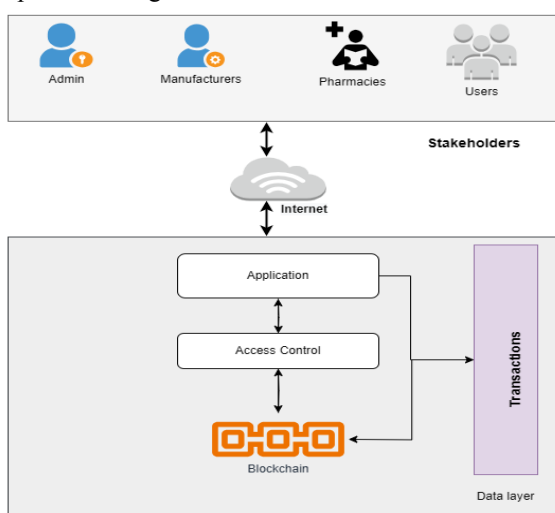 Admin
Manufacturers
Pharmacies
Users
Stakeholders
Internet
Application
Access Control
Blockchain
Transactions
Data layer